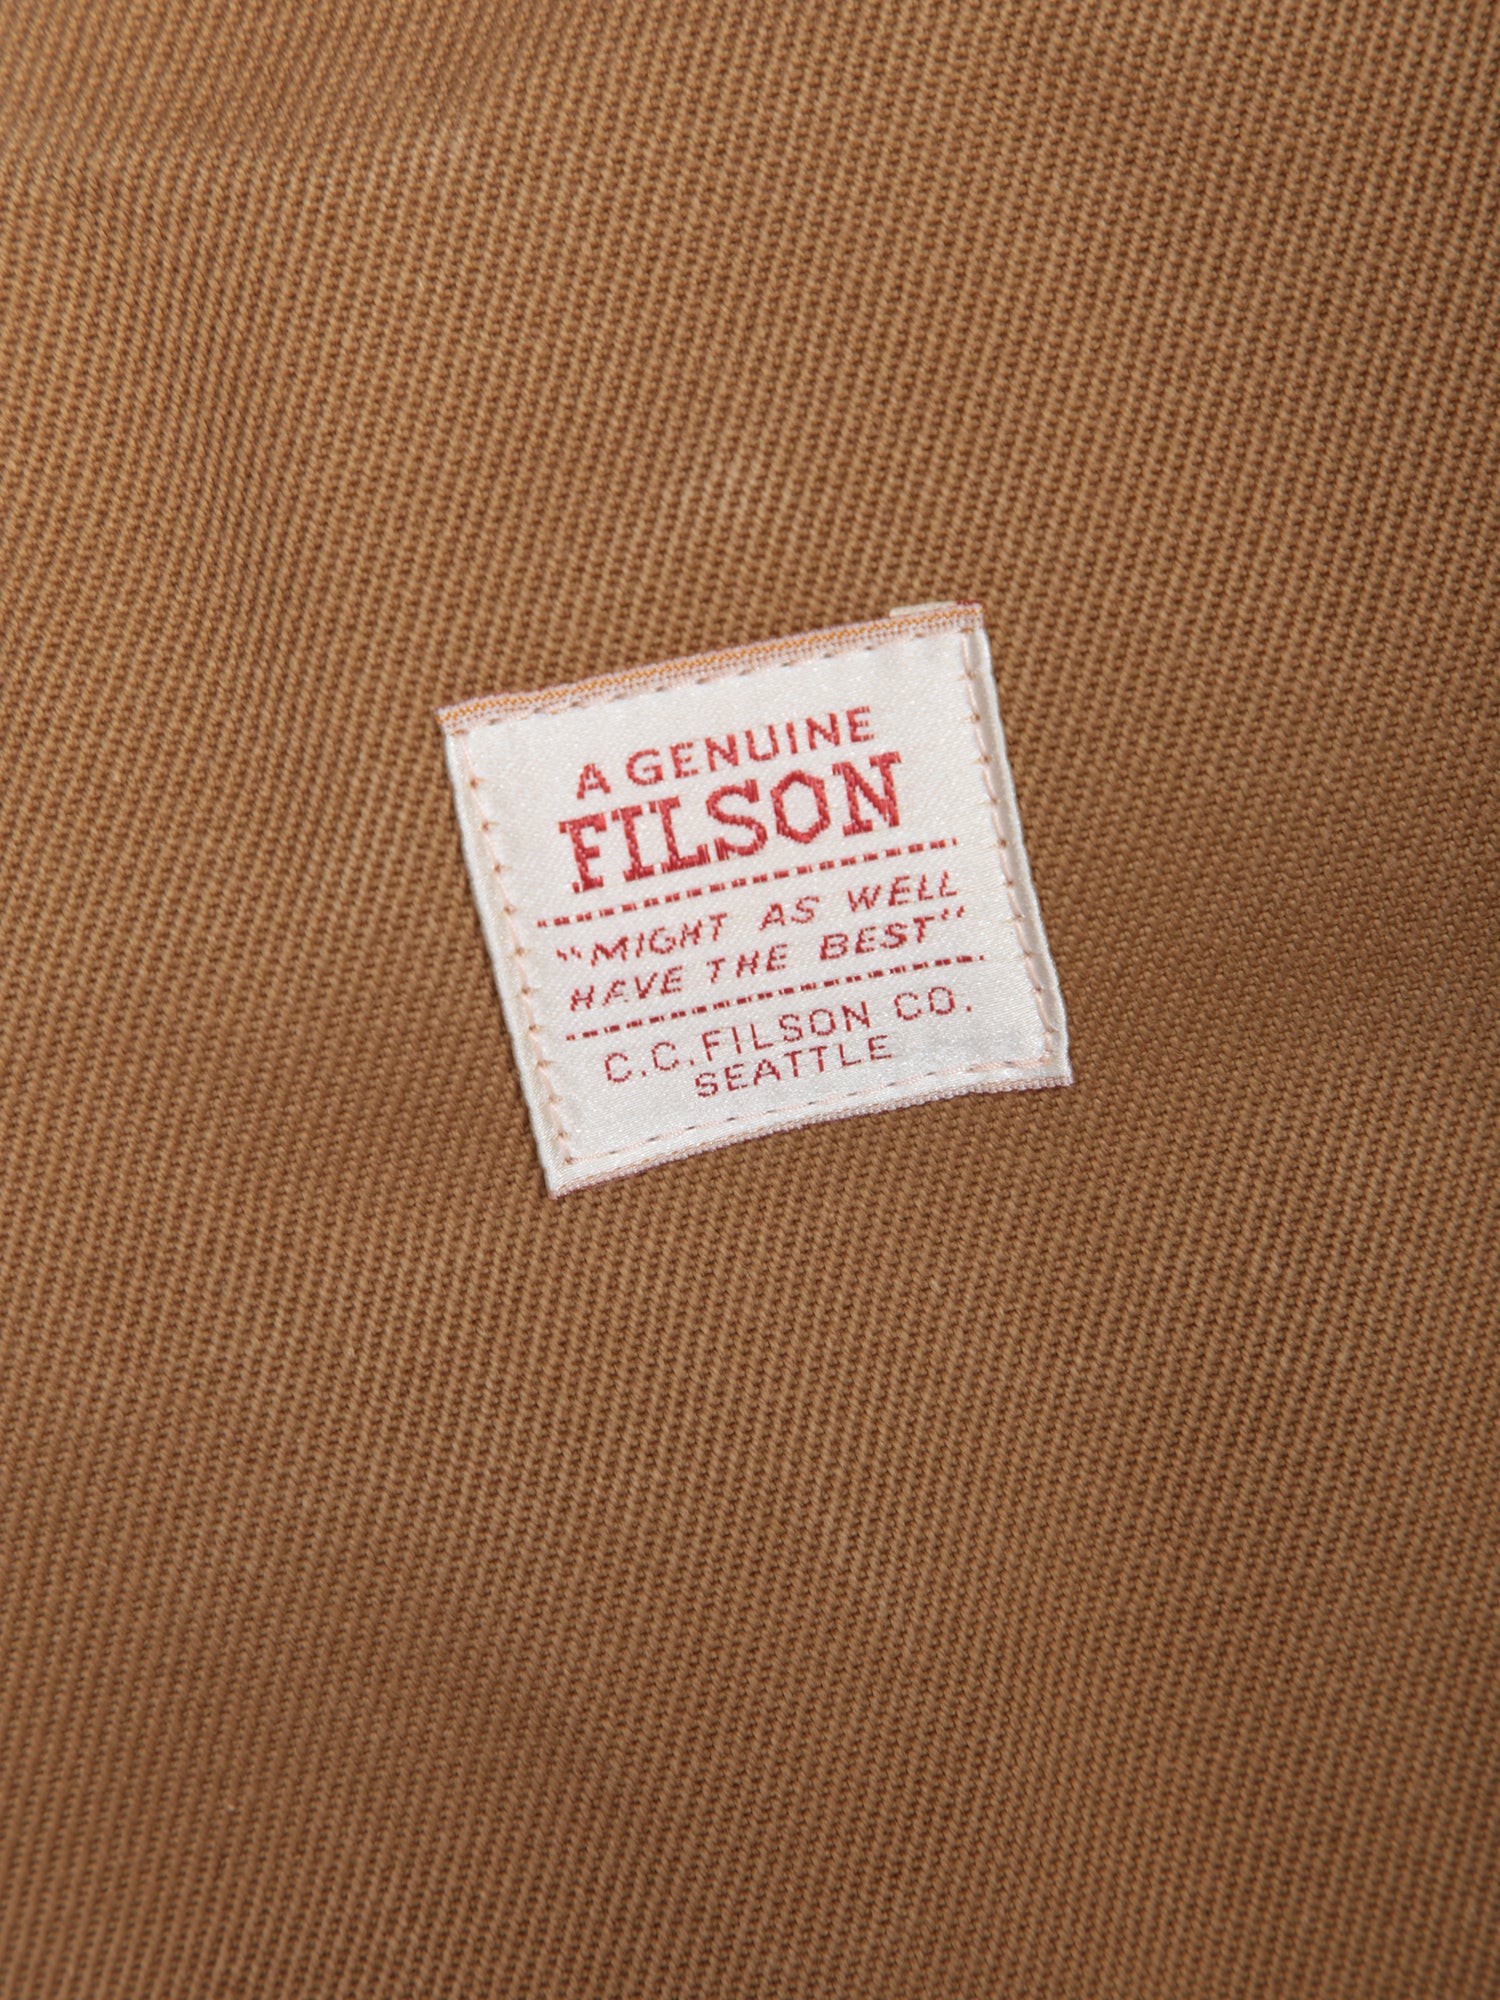 A GENUINE
FILSON
"MIGHT AS WELL
HAVE THE BEST"
C.C. FILSON CO.
SEATTLE